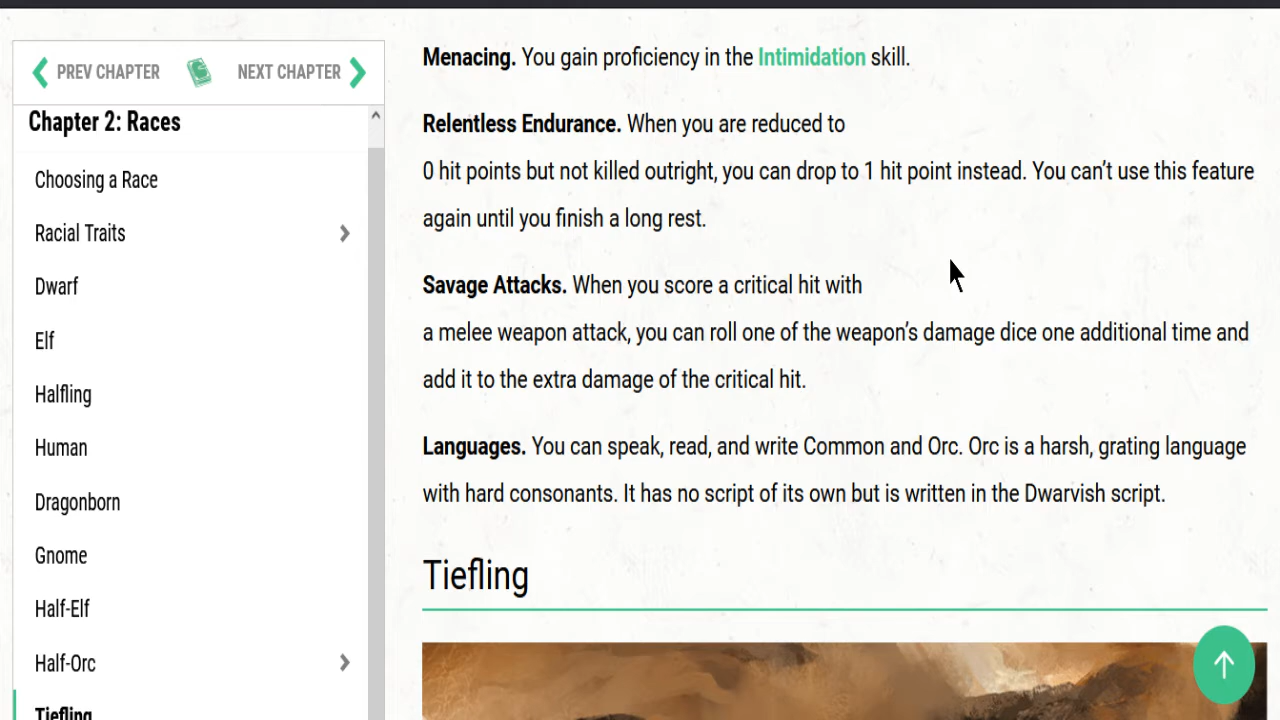 PREV CHAPTER
NEXT CHAPTER
Chapter 2: Races
Choosing a Race
Racial Traits
Dwarf
Elf
Halfling
Human
Dragonborn
Gnome
Half-Elf
Half-Orc
Tiefling
Menacing. You gain proficiency in the Intimidation skill.
Relentless Endurance. When you are reduced to
0 hit points but not killed outright, you can drop to 1 hit point instead. You can’t use this feature
again until you finish a long rest.
Savage Attacks. When you score a critical hit with
a melee weapon attack, you can roll one of the weapon’s damage dice one additional time and
add it to the extra damage of the critical hit.
Languages. You can speak, read, and write Common and Orc. Orc is a harsh, grating language
with hard consonants. It has no script of its own but is written in the Dwarvish script.
Tiefling